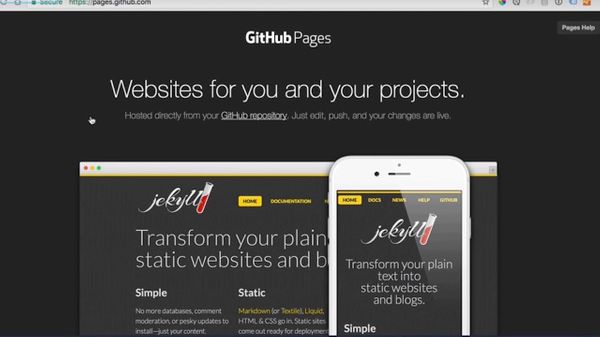 Secure https://pages.github.com
Pages Help
GitHub Pages
Websites for you and your projects.
Hosted directly from your GitHub repository. Just edit, push, and your changes are live.
jekyll
HOME DOCUMENTATION
Transform your plain
static websites and b
Simple
No more databases, comment
moderation, or pesky updates to
install—just your content.
Static
Markdown (or Textile), Liquid,
HTML & CSS go in. Static sites
come out ready for deployment
HOME DOCS NEWS HELP GITHUB
jekyll
Transform your plain
text into
static websites
and blogs.
Simple